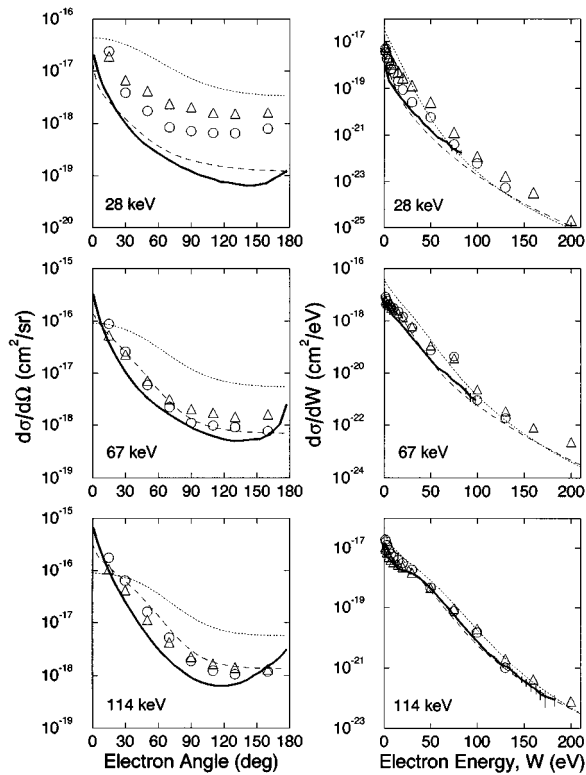 10⁻¹⁵
10⁻¹⁶
10⁻¹⁷
10⁻¹⁸
10⁻¹⁹
10⁻²⁰
28 keV
0 30 60 90 120 150 180
10⁻¹⁷
10⁻¹⁹
10⁻²¹
10⁻²³
10⁻²⁵
28 keV
0 50 100 150 200
10⁻¹⁵
10⁻¹⁶
10⁻¹⁷
10⁻¹⁸
10⁻¹⁹
dσ/dΩ (cm²/sr)
67 keV
0 30 60 90 120 150 180
10⁻¹⁶
10⁻¹⁸
10⁻²⁰
10⁻²²
10⁻²⁴
dσ/dW (cm²/eV)
67 keV
0 50 100 150 200
10⁻¹⁵
10⁻¹⁶
10⁻¹⁷
10⁻¹⁸
10⁻¹⁹
114 keV
0 30 60 90 120 150 180
Electron Angle (deg)
10⁻¹⁷
10⁻¹⁹
10⁻²¹
10⁻²³
114 keV
0 50 100 150 200
Electron Energy, W (eV)